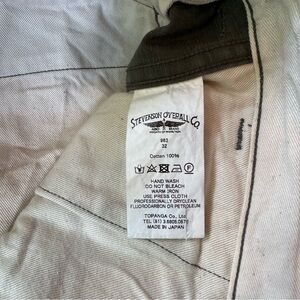 STEVENSON OVERALL Co.
982
32
Cotton 100%
HAND WASH
DO NOT BLEACH
WARM IRON
USE PRESS CLOTH
PROFESSIONALLY DRYCLEAN
FLUOROCARBON OR PETROLEUM
TOPANGA Co., Ltd.
MADE IN JAPAN